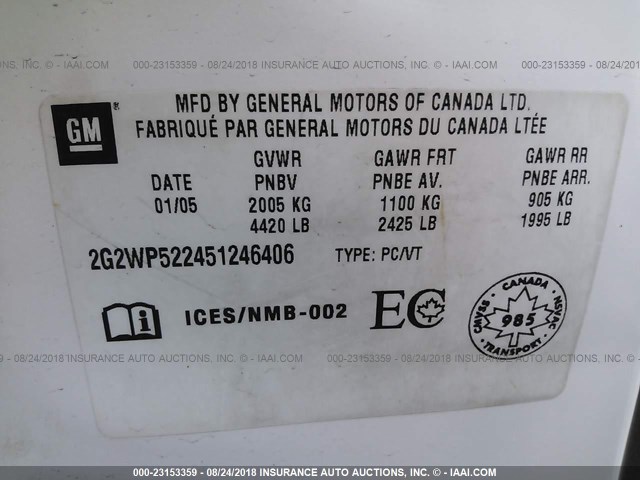 000-23153359 - 08/24/2018 INSURANCE AUTO AUCTIONS, INC. - IAAI.COM
GM
MFD BY GENERAL MOTORS OF CANADA LTD.
FABRIQUÉ PAR GENERAL MOTORS DU CANADA LTÉE
GVWR GAWR FRT GAWR RR
DATE PNBV PNBE AV. PNBE ARR.
01/05 2005 KG 1100 KG 905 KG
4420 LB 2425 LB 1995 LB
2G2WP522451246406 TYPE: PC/VT
i ICES/NMB-002 EC
CANADA
CMVSS 985 NSVAC
TRANSPORT
000-23153359 - 08/24/2018 INSURANCE AUTO AUCTIONS, INC. - IAAI.COM
000-23153359 - 08/24/2018 INSURANCE AUTO AUCTIONS, INC. - IAAI.COM